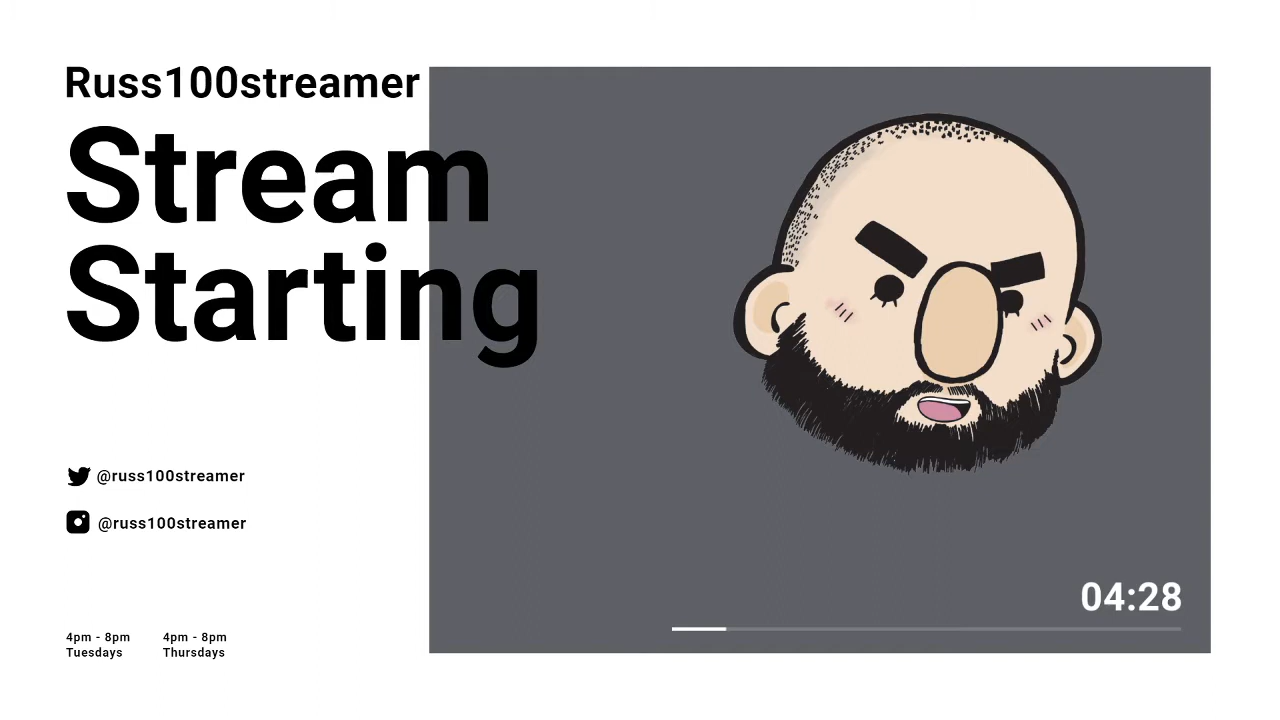 Russ100streamer
Stream
Starting
@russ100streamer
@russ100streamer
4pm - 8pm
Tuesdays
4pm - 8pm
Thursdays
04:28